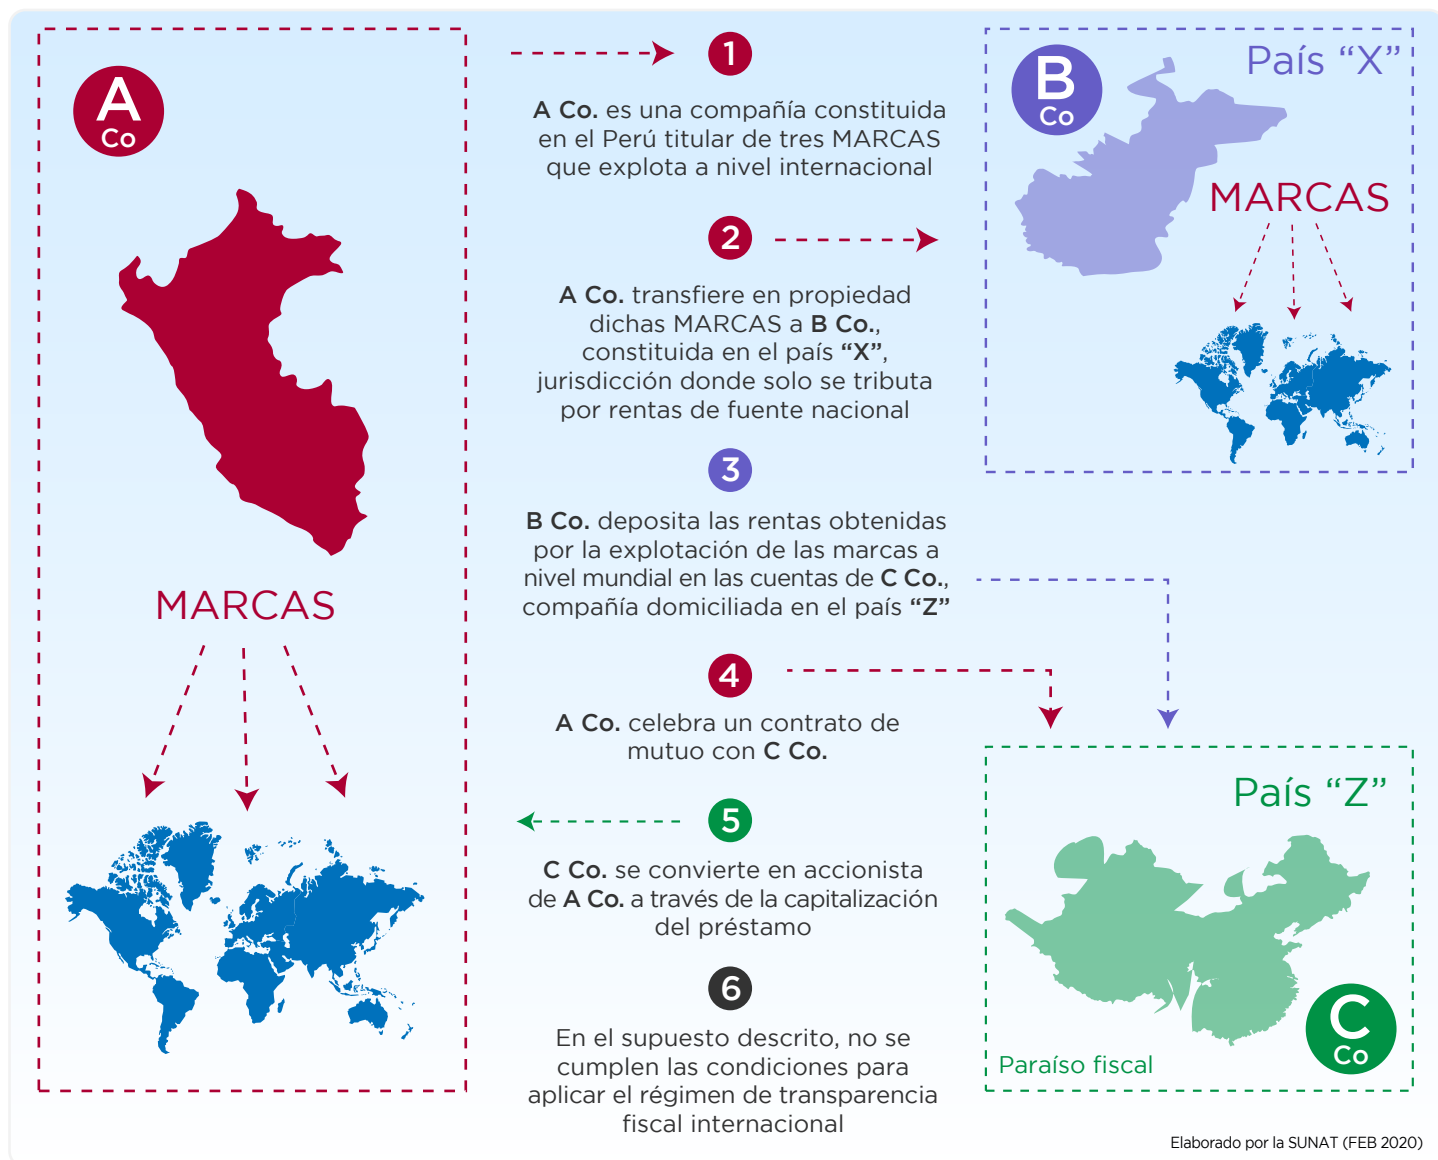 A
Co
MARCAS
1
A Co. es una compañía constituida
en el Perú titular de tres MARCAS
que explota a nivel internacional
2
A Co. transfiere en propiedad
dichas MARCAS a B Co.,
constituida en el país “X”,
jurisdicción donde solo se tributa
por rentas de fuente nacional
3
B Co. deposita las rentas obtenidas
por la explotación de las marcas a
nivel mundial en las cuentas de C Co.,
compañía domiciliada en el país “Z”
4
A Co. celebra un contrato de
mutuo con C Co.
5
C Co. se convierte en accionista
de A Co. a través de la capitalización
del préstamo
6
En el supuesto descrito, no se
cumplen las condiciones para
aplicar el régimen de transparencia
fiscal internacional
B
Co
País “X”
MARCAS
País “Z”
C
Co
Paraíso fiscal
Elaborado por la SUNAT (FEB 2020)